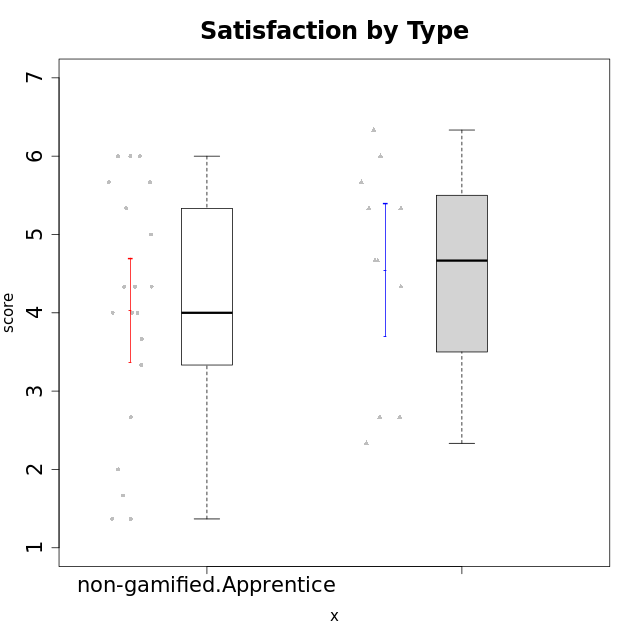 Satisfaction by Type
7
6
5
4
3
2
1
score
non-gamified.Apprentice
x